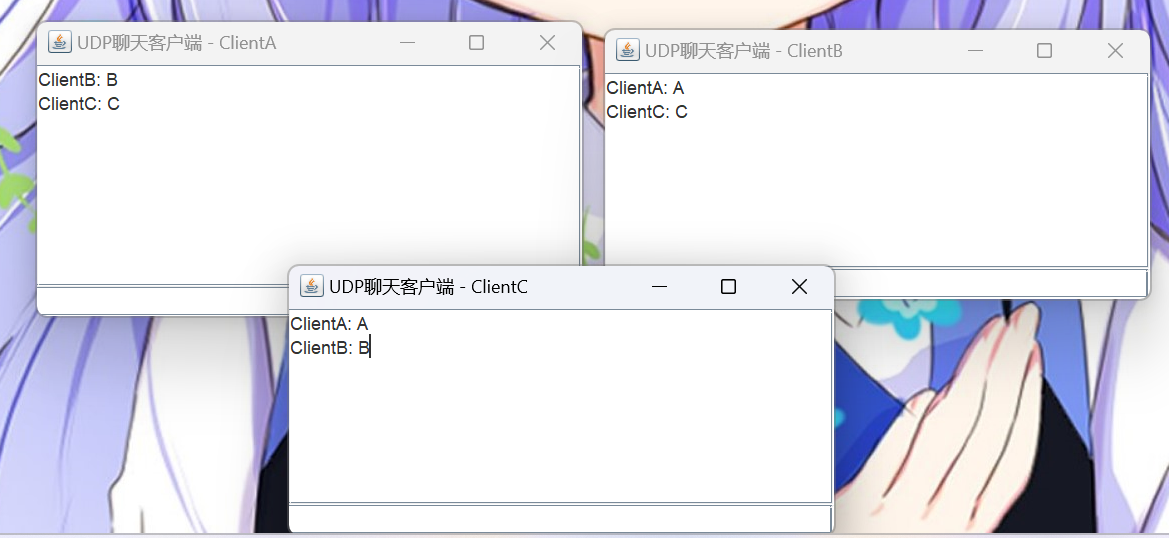 UDP聊天客户端 - ClientA
ClientB: B
ClientC: C
UDP聊天客户端 - ClientB
ClientA: A
ClientC: C
UDP聊天客户端 - ClientC
ClientA: A
ClientB: B